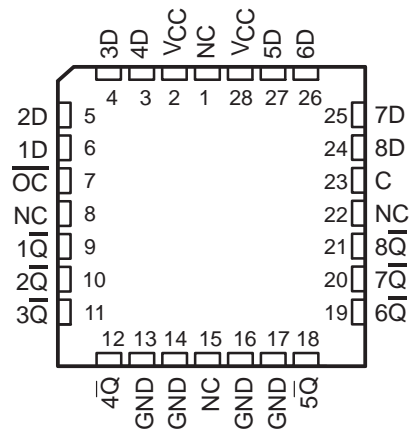 3D 4D VCC NC VCC 5D 6D
4 3 2 1 28 27 26
2D 5 25 7D
1D 6 24 8D
O̅C̅ 7 23 C
NC 8 22 NC
1Q̅ 9 21 8Q̅
2Q̅ 10 20 7Q̅
3Q̅ 11 19 6Q̅
12 13 14 15 16 17 18
4Q̅ GND GND NC GND GND 5Q̅